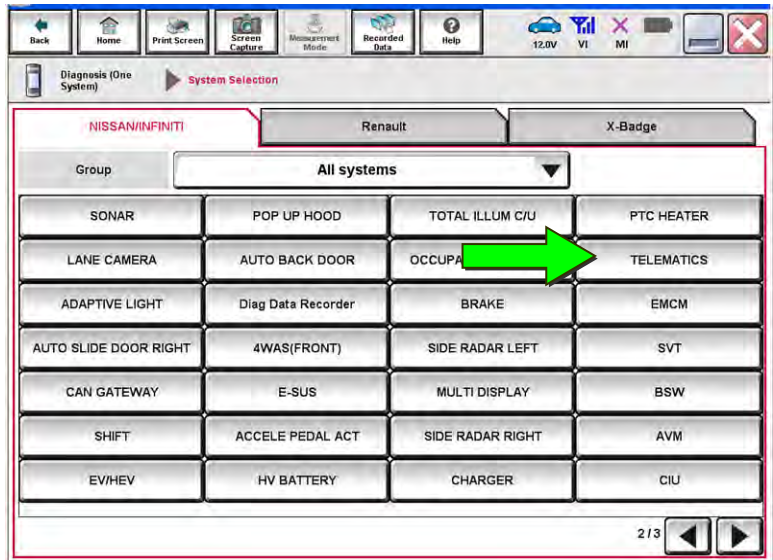 Back
Home
Print Screen
Screen Capture
Measurement Mode
Recorded Data
Help
12.0V
VI
MI
Diagnosis (One System)
System Selection
NISSAN/INFINITI
Renault
X-Badge
Group
All systems
SONAR
POP UP HOOD
TOTAL ILLUM C/U
PTC HEATER
LANE CAMERA
AUTO BACK DOOR
TELEMATICS
ADAPTIVE LIGHT
Diag Data Recorder
BRAKE
EMCM
AUTO SLIDE DOOR RIGHT
4WAS(FRONT)
SIDE RADAR LEFT
SVT
CAN GATEWAY
E-SUS
MULTI DISPLAY
BSW
SHIFT
ACCELE PEDAL ACT
SIDE RADAR RIGHT
AVM
EV/HEV
HV BATTERY
CHARGER
CIU
2/3